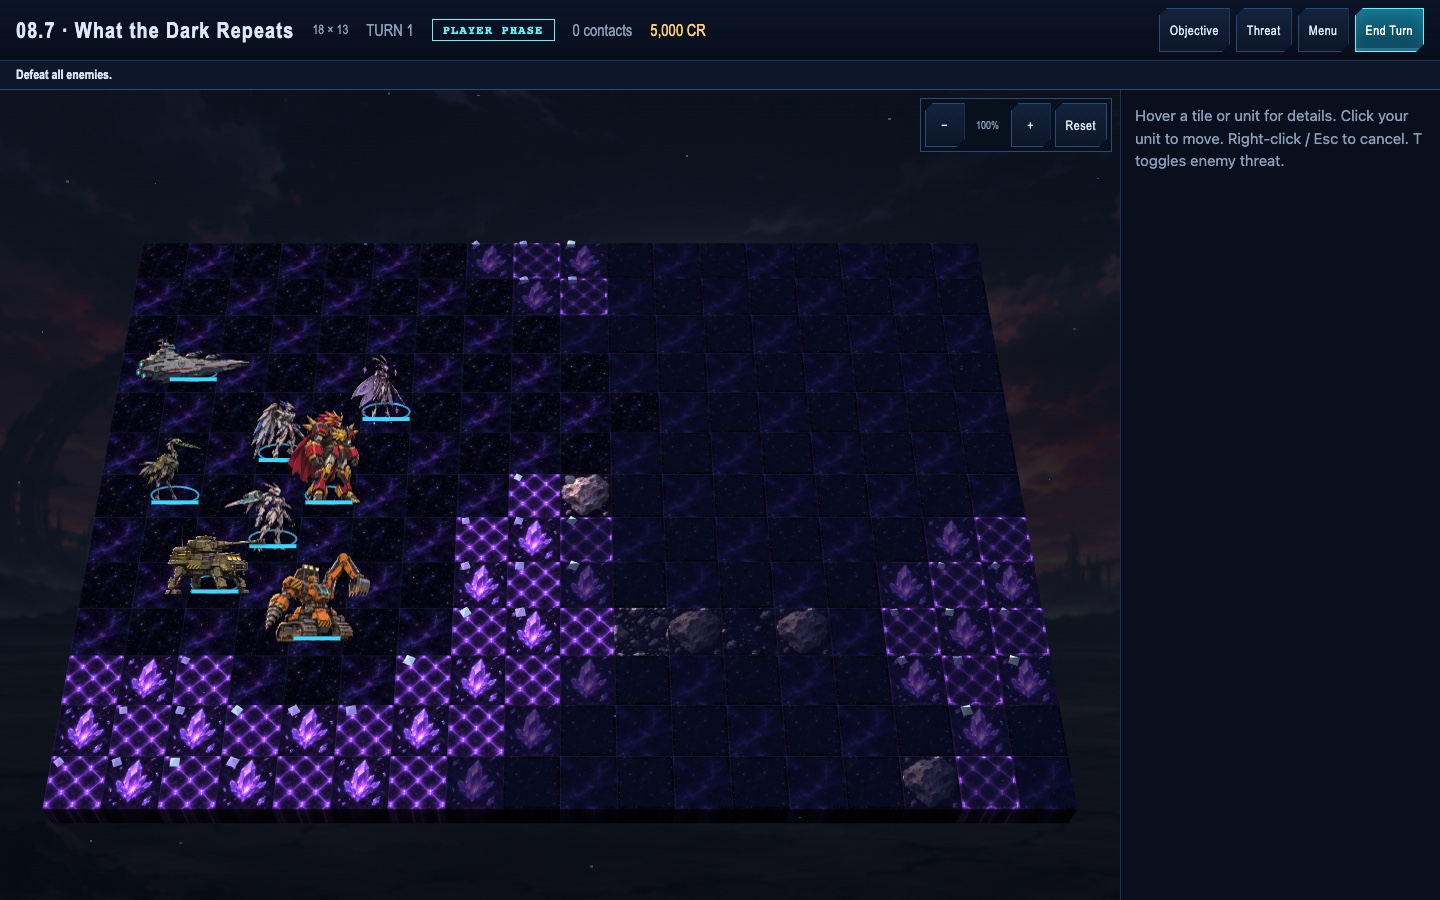 08.7 · What the Dark Repeats
18 × 13
TURN 1
PLAYER PHASE
0 contacts
5,000 CR
Objective
Threat
Menu
End Turn
Defeat all enemies.
−
100%
+
Reset
Hover a tile or unit for details. Click your
unit to move. Right-click / Esc to cancel. T
toggles enemy threat.